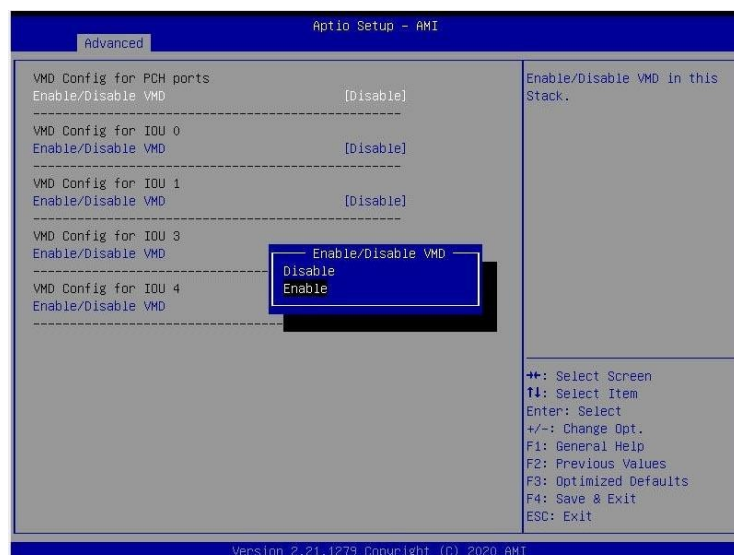 Aptio Setup - AMI
Advanced
VMD Config for PCH ports
Enable/Disable VMD [Disable]
VMD Config for IOU 0
Enable/Disable VMD [Disable]
VMD Config for IOU 1
Enable/Disable VMD [Disable]
VMD Config for IOU 3
Enable/Disable VMD
VMD Config for IOU 4
Enable/Disable VMD
Enable/Disable VMD
Disable
Enable
Enable/Disable VMD in this
Stack.
→←: Select Screen
↑↓: Select Item
Enter: Select
+/-: Change Opt.
F1: General Help
F2: Previous Values
F3: Optimized Defaults
F4: Save & Exit
ESC: Exit
Version 2.21.1279 Copyright (C) 2020 AMI